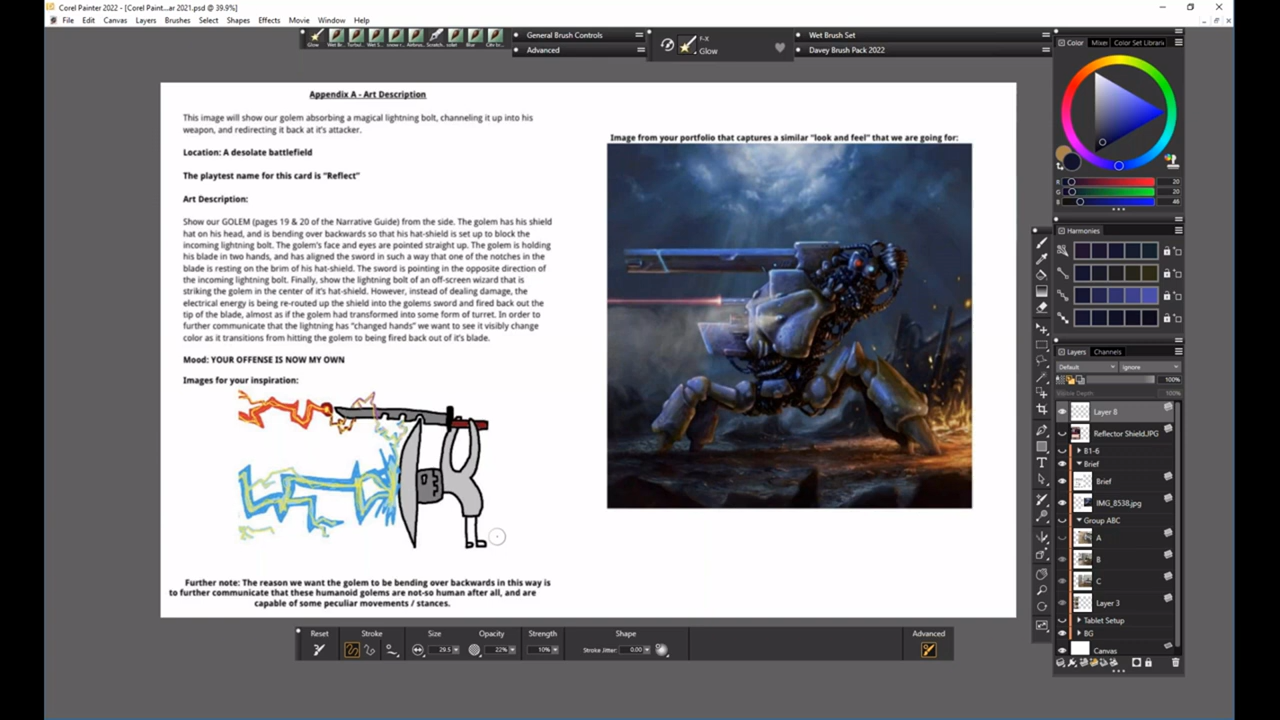 Corel Painter 2022 - [Corel Paint...ar 2021.psd @ 39.9%]
File Edit Canvas Layers Brushes Select Shapes Effects Movie Window Help
Glow
General Brush Controls
Advanced
F-X
Glow
Wet Brush Set
Davey Brush Pack 2022
Color Mixer Color Set Librari
Appendix A - Art Description
This image will show our golem absorbing a magical lightning bolt, channeling it up into his
weapon, and redirecting it back at it's attacker.
Location: A desolate battlefield
The playtest name for this card is "Reflect"
Art Description:
Show our GOLEM (pages 19 & 20 of the Narrative Guide) from the side. The golem has his shield
hat on his head, and is bending over backwards so that his hat-shield is set up to block the
incoming lightning bolt. The golem's face and eyes are pointed straight up. The golem is holding
his blade in two hands, and has aligned the sword in such a way that one of the notches in the
blade is resting on the brim of his hat-shield. The sword is pointing in the opposite direction of
the incoming lightning bolt. Finally, show the lightning bolt of an off-screen wizard that is
striking the golem in the center of it's hat-shield. However, instead of dealing damage, the
electrical energy is being re-routed up the shield into the golems sword and fired back out the
tip of the blade, almost as if the golem had transformed into some form of turret. In order to
further communicate that the lightning has "changed hands" we want to see it visibly change
color as it transitions from hitting the golem to being fired back out of it's blade.
Mood: YOUR OFFENSE IS NOW MY OWN
Images for your inspiration:
Further note: The reason we want the golem to be bending over backwards in this way is
to further communicate that these humanoid golems are not-so human after all, and are
capable of some peculiar movements / stances.
Image from your portfolio that captures a similar "look and feel" that we are going for:
R 20
G 20
B 46
Harmonies
Layers Channels
Default Ignore
100%
Visible Depth: 100%
Layer 8
Reflector Shield.JPG
B1-6
Brief
Brief
IMG_8538.jpg
Group ABC
A
B
C
Layer 3
Tablet Setup
BG
Canvas
Reset Stroke Size Opacity Strength Shape Advanced
29.5 22% 10% Stroke Jitter: 0.00